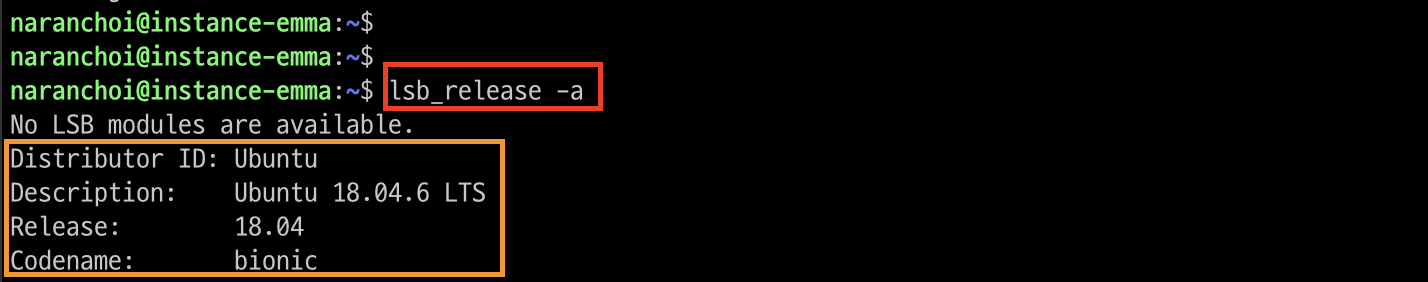 naranchoi@instance-emma:~$
naranchoi@instance-emma:~$
naranchoi@instance-emma:~$ lsb_release -a
No LSB modules are available.
Distributor ID: Ubuntu
Description:    Ubuntu 18.04.6 LTS
Release:        18.04
Codename:       bionic